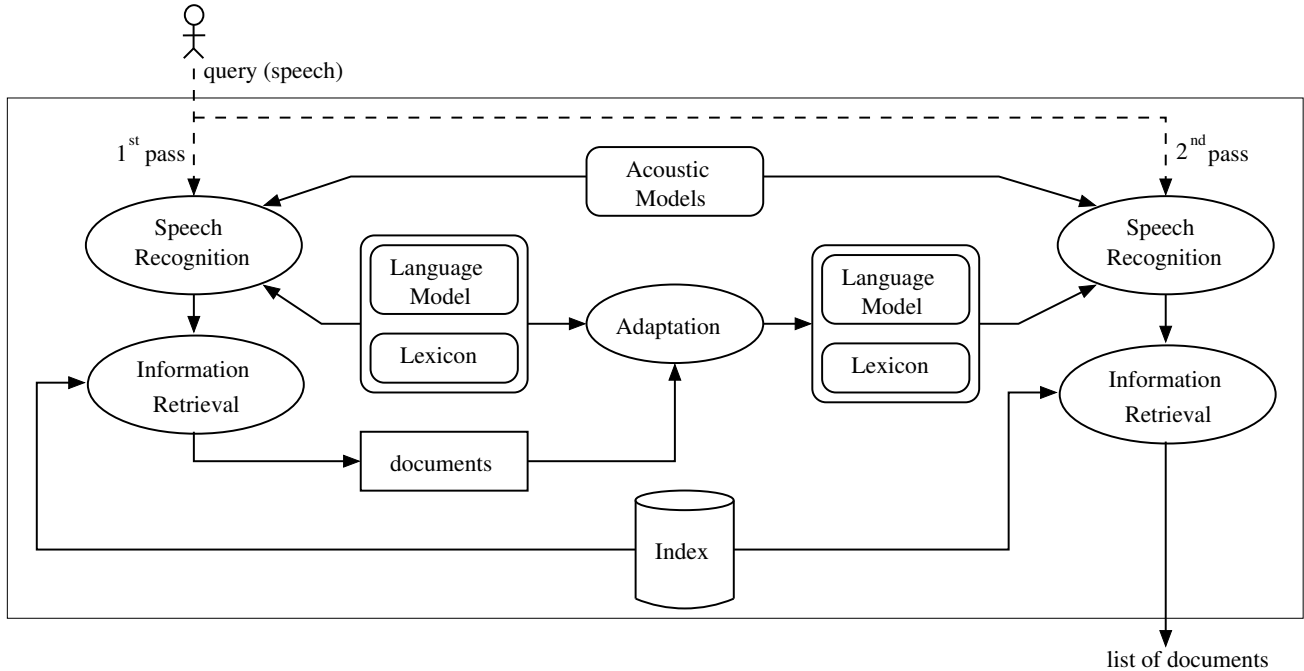 query (speech)
1st pass
2nd pass
Acoustic
Models
Speech
Recognition
Speech
Recognition
Language
Model
Lexicon
Adaptation
Language
Model
Lexicon
Information
Retrieval
Information
Retrieval
documents
Index
list of documents